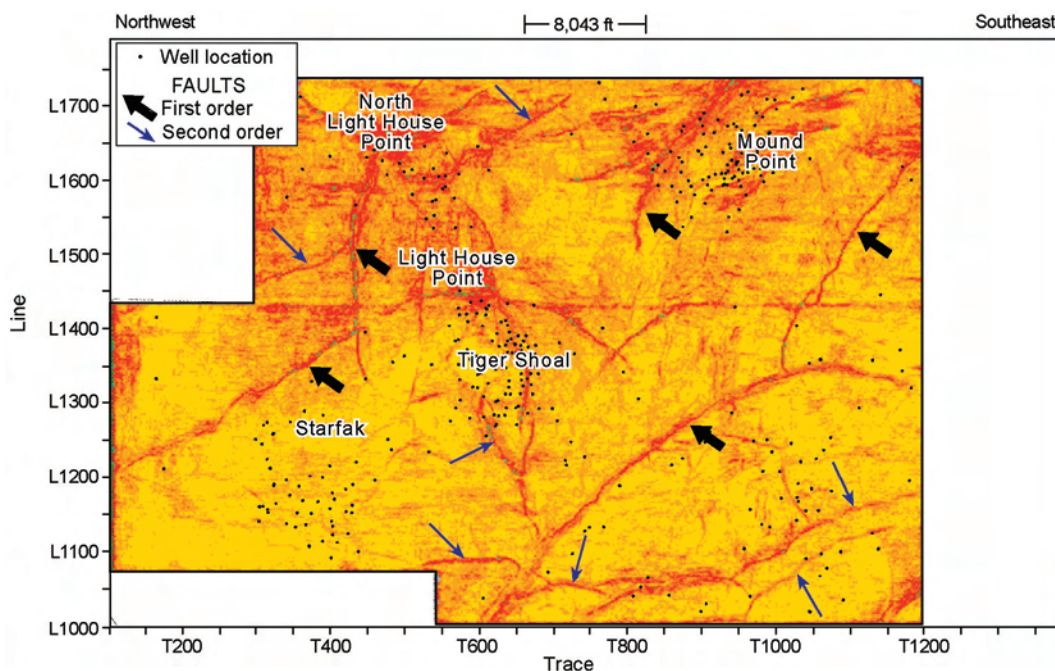 Northwest
8,043 ft
Southeast
Well location
FAULTS
First order
Second order
North
Light House
Point
Mound
Point
Light House
Point
Tiger Shoal
Starfak
L1700
L1600
L1500
L1400
L1300
L1200
L1100
L1000
Line
T200
T400
T600
T800
T1000
T1200
Trace